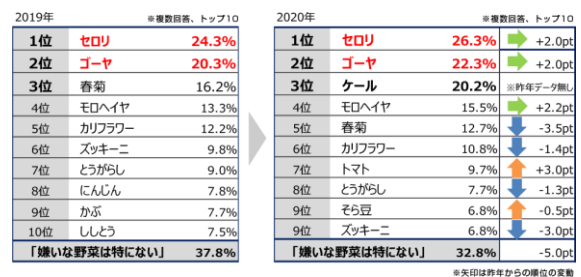 2019年
※複数回答、トップ10
1位 セロリ 24.3%
2位 ゴーヤ 20.3%
3位 春菊 16.2%
4位 モロヘイヤ 13.3%
5位 カリフラワー 12.2%
6位 ズッキーニ 9.8%
7位 とうがらし 9.0%
8位 にんじん 7.8%
9位 かぶ 7.7%
10位 ししとう 7.5%
「嫌いな野菜は特にない」 37.8%
2020年
※複数回答、トップ10
1位 セロリ 26.3% +2.0pt
2位 ゴーヤ 22.3% +2.0pt
3位 ケール 20.2% ※昨年データ無し
4位 モロヘイヤ 15.5% +2.2pt
5位 春菊 12.7% -3.5pt
6位 カリフラワー 10.8% -1.4pt
7位 トマト 9.7% +3.0pt
8位 とうがらし 7.7% -1.3pt
9位 そら豆 6.8% -0.5pt
9位 ズッキーニ 6.8% -3.0pt
「嫌いな野菜は特にない」 32.8% -5.0pt
※矢印は昨年からの順位の変動